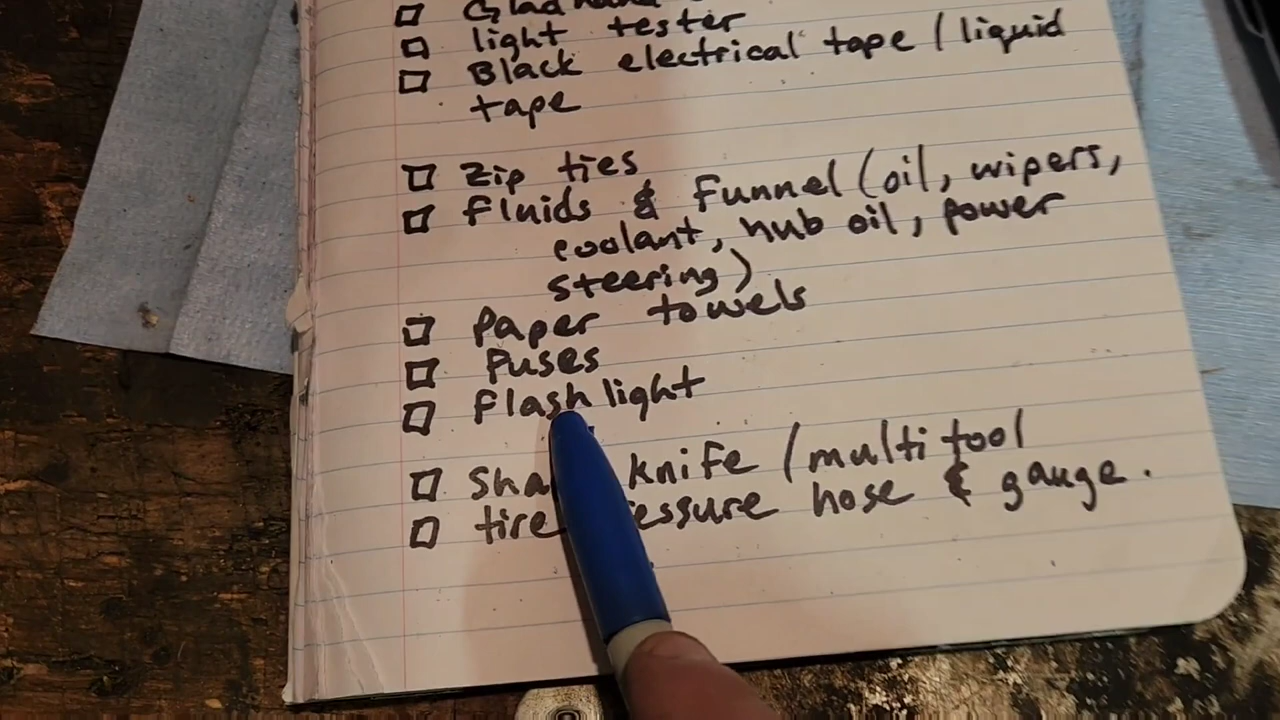 light tester
Black electrical tape / liquid
tape
Zip ties
Fluids & Funnel (oil, wipers,
coolant, hub oil, power
steering)
Paper towels
Fuses
Flashlight
knife / multi tool
tire hose & gauge.